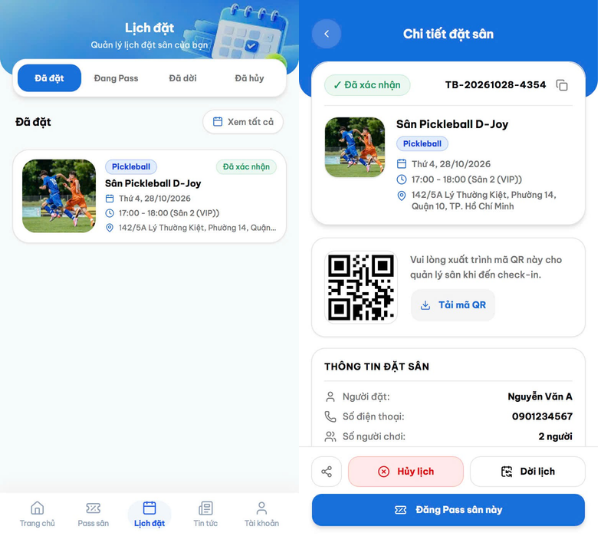 Lịch đặt
Quản lý lịch đặt sân của bạn
Đã đặt
Đang Pass
Đã dời
Đã hủy
Đã đặt
Xem tất cả
Pickleball
Đã xác nhận
Sân Pickleball D-Joy
Thứ 4, 28/10/2026
17:00 - 18:00 (Sân 2 (VIP))
142/5A Lý Thường Kiệt, Phường 14, Quận...
Trang chủ
Pass sân
Lịch đặt
Tin tức
Tài khoản
Chi tiết đặt sân
✓ Đã xác nhận
TB-20261028-4354
Sân Pickleball D-Joy
Pickleball
Thứ 4, 28/10/2026
17:00 - 18:00 (Sân 2 (VIP))
142/5A Lý Thường Kiệt, Phường 14,
Quận 10, TP. Hồ Chí Minh
Vui lòng xuất trình mã QR này cho
quản lý sân khi đến check-in.
Tải mã QR
THÔNG TIN ĐẶT SÂN
Người đặt:
Nguyễn Văn A
Số điện thoại:
0901234567
Số người chơi:
2 người
Hủy lịch
Dời lịch
Đăng Pass sân này